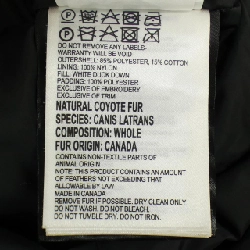 DO NOT REMOVE ANY LABELS-
WARRANTY WILL BE VOID
OUTERSHELL: 85% POLYESTER, 15% COTTON
LINING: 100% NYLON
FILL: WHITE DUCK DOWN
PADDING: 100% POLYESTER
EXCLUSIVE OF EMBROIDERY
EXCLUSIVE OF TRIM
NATURAL COYOTE FUR
SPECIES: CANIS LATRANS
COMPOSITION: WHOLE
FUR ORIGIN: CANADA
CONTAINS NON-TEXTILE PARTS OF
ANIMAL ORIGIN
NOTE
THIS PRODUCT CONTAINS AN AMOUNT
OF FEATHERS NOT EXCEEDING THAT
ALLOWABLE BY LAW
MADE IN CANADA
REMOVE FUR IF POSSIBLE. DRY CLEAN ONLY
DO NOT WASH. DO NOT BLEACH.
DO NOT TUMBLE DRY. DO NOT IRON.